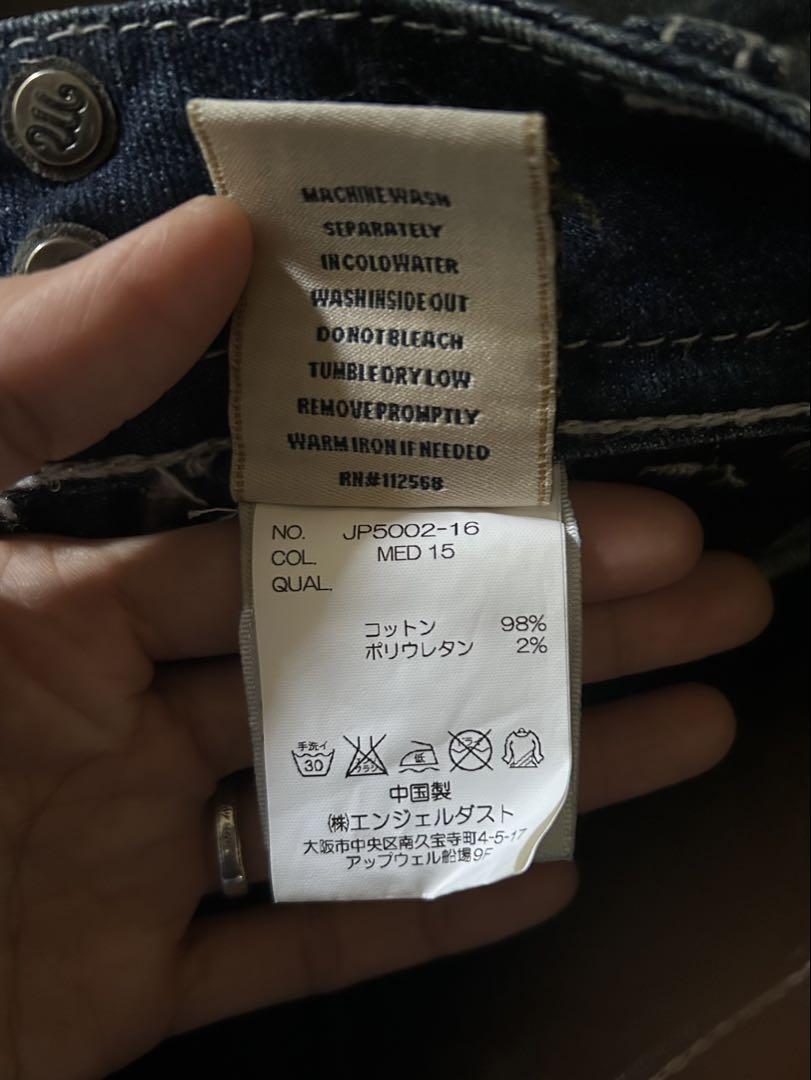 MACHINE WASH
SEPARATELY
IN COLD WATER
WASH INSIDE OUT
DO NOT BLEACH
TUMBLE DRY LOW
REMOVE PROMPTLY
WARM IRON IF NEEDED
RN#112568
NO. JP5002-16
COL. MED 15
QUAL.
コットン 98%
ポリウレタン 2%
手洗イ
30
低
ドライ
中国製
(株)エンジェルダスト
大阪市中央区南久宝寺町4-5-17
アップウェル船場9F